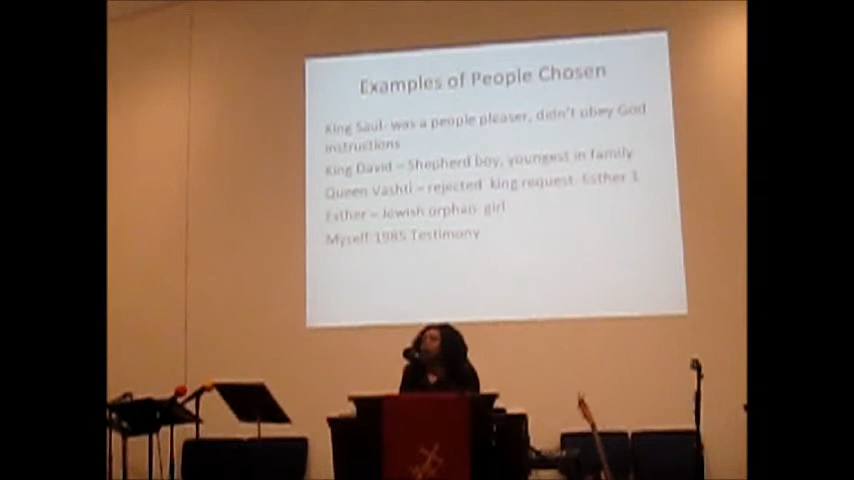 Examples of People Chosen
King Saul- was a people pleaser, didn't obey God
instructions
King David – Shepherd boy, youngest in family
Queen Vashti – rejected king request Esther 1
Esther – Jewish orphan girl
Myself 1985 Testimony